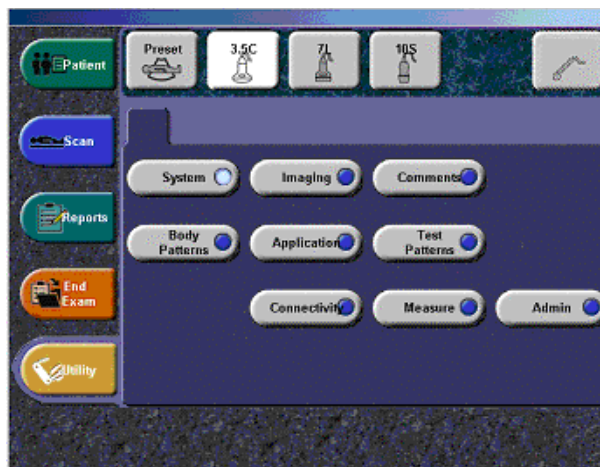 Preset
3.5C
7L
10S
Patient
Scan
Reports
End
Exam
Utility
System
Imaging
Comments
Body
Patterns
Application
Test
Patterns
Connectivity
Measure
Admin